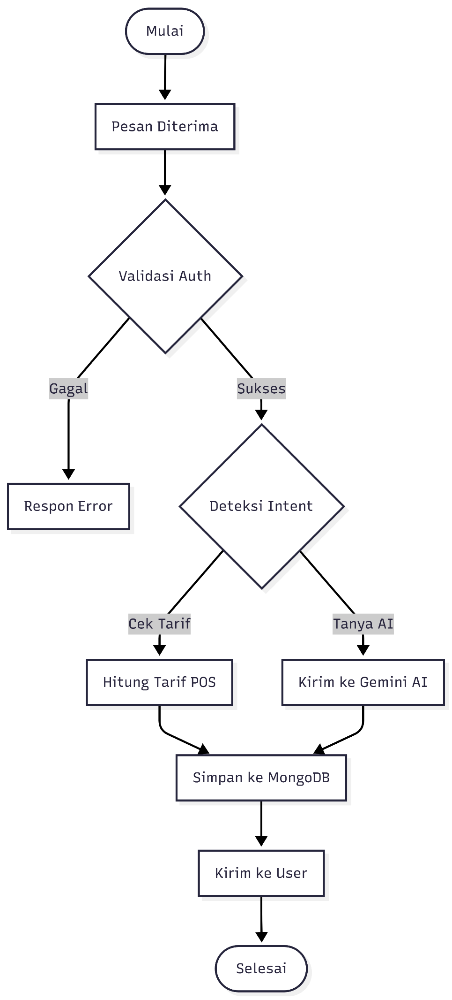 Mulai
Pesan Diterima
Validasi Auth
Gagal
Sukses
Respon Error
Deteksi Intent
Cek Tarif
Tanya AI
Hitung Tarif POS
Kirim ke Gemini AI
Simpan ke MongoDB
Kirim ke User
Selesai